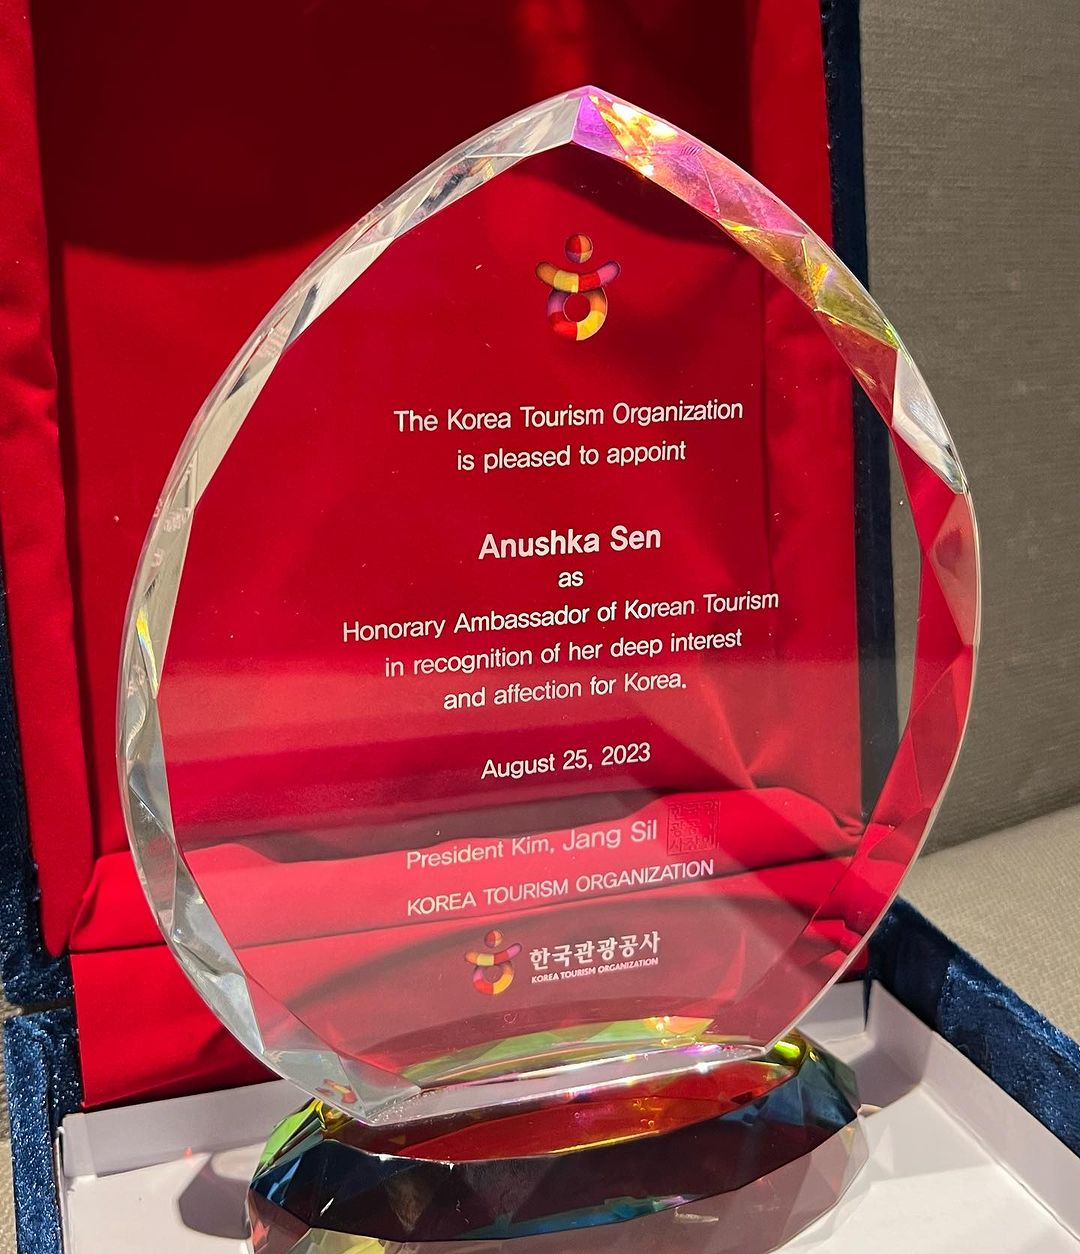 The Korea Tourism Organization
is pleased to appoint
Anushka Sen
as
Honorary Ambassador of Korean Tourism
in recognition of her deep interest
and affection for Korea.
August 25, 2023
President Kim, Jang Sil
KOREA TOURISM ORGANIZATION
한국관광공사
KOREA TOURISM ORGANIZATION